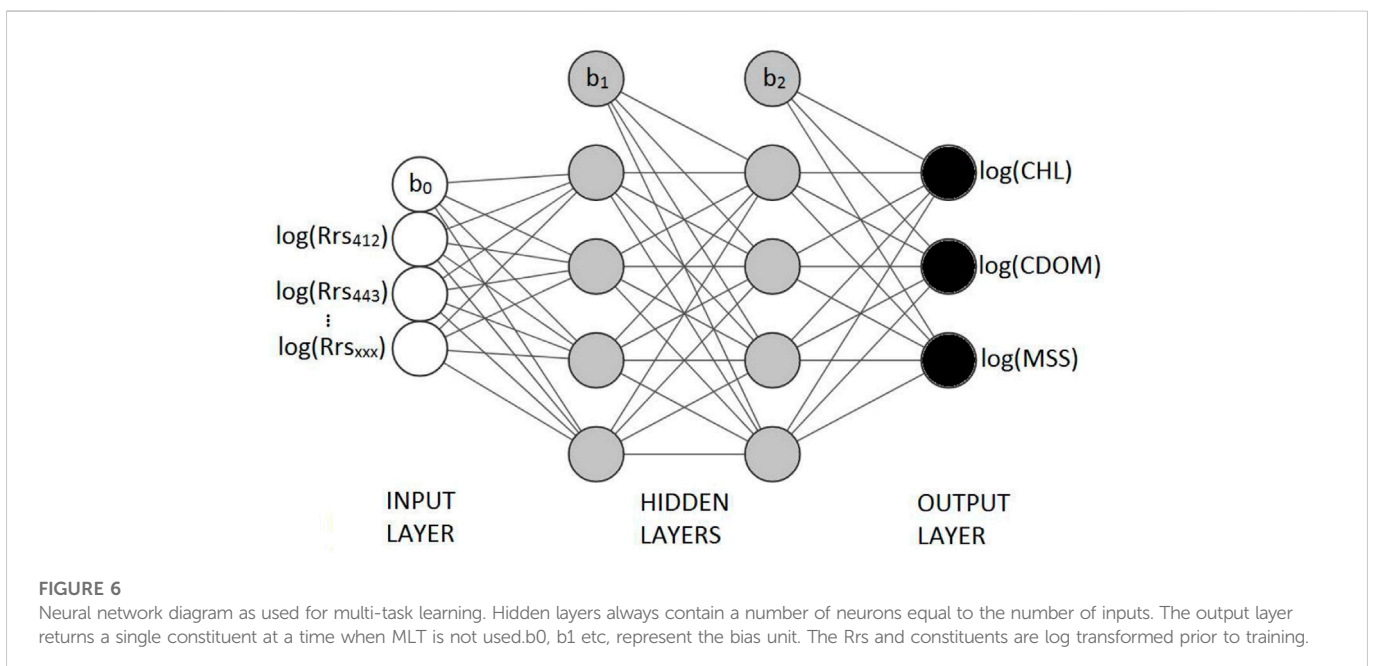 b₁
b₂
b₀
log(CHL)
log(Rrs₄₁₂)
log(CDOM)
log(Rrs₄₄₃)
⋮
log(Rrsₓₓₓ)
log(MSS)
INPUT
LAYER
HIDDEN
LAYERS
OUTPUT
LAYER
FIGURE 6
Neural network diagram as used for multi-task learning. Hidden layers always contain a number of neurons equal to the number of inputs. The output layer
returns a single constituent at a time when MLT is not used.b0, b1 etc, represent the bias unit. The Rrs and constituents are log transformed prior to training.